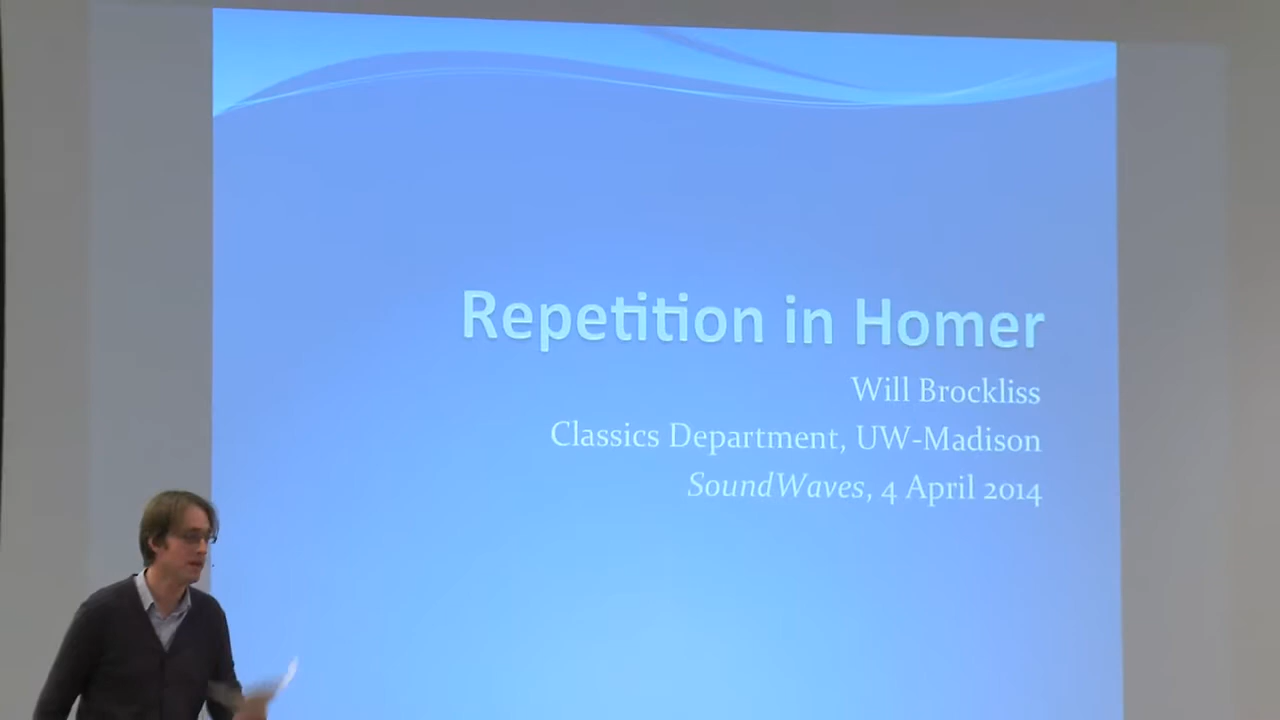 Repetition in Homer
Will Brockliss
Classics Department, UW-Madison
SoundWaves, 4 April 2014